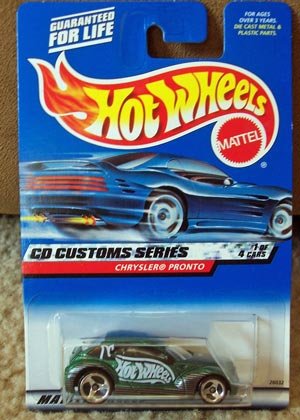 GUARANTEED
FOR LIFE
FOR AGES
OVER 3 YEARS.
DIE CAST METAL &
PLASTIC PARTS.
HOT WHEELS
MATTEL
CD CUSTOMS SERIES
CHRYSLER® PRONTO
1 OF
4 CARS
HOT WHEELS